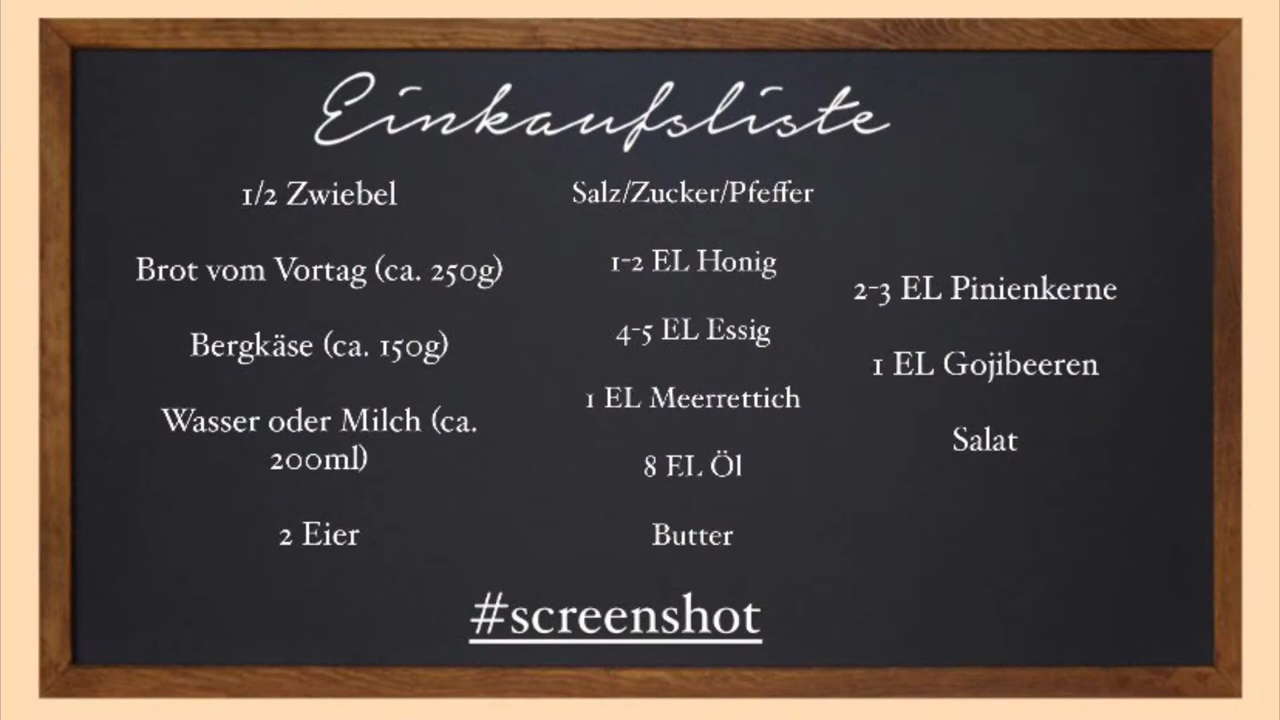 Einkaufsliste
1/2 Zwiebel
Brot vom Vortag (ca. 250g)
Bergkäse (ca. 150g)
Wasser oder Milch (ca.
200ml)
2 Eier
Salz/Zucker/Pfeffer
1-2 EL Honig
4-5 EL Essig
1 EL Meerrettich
8 EL Öl
Butter
2-3 EL Pinienkerne
1 EL Gojibeeren
Salat
#screenshot